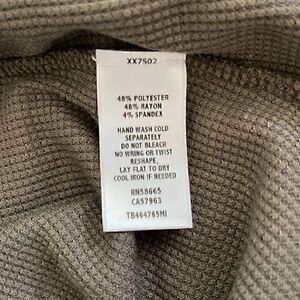 XX7502
48% POLYESTER
48% RAYON
4% SPANDEX
HAND WASH COLD
SEPARATELY
DO NOT BLEACH
NO WRING OR TWIST
RESHAPE,
LAY FLAT TO DRY
COOL IRON IF NEEDED
RN58665
CA57963
TB464765MI